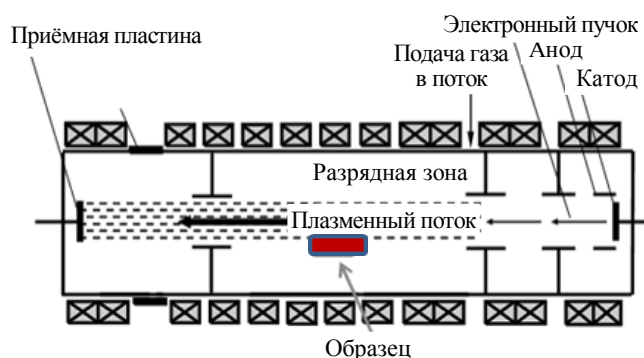 Электронный пучок
Приёмная пластина
Подача газа
в поток
Анод
Катод
Разрядная зона
Плазменный поток
Образец